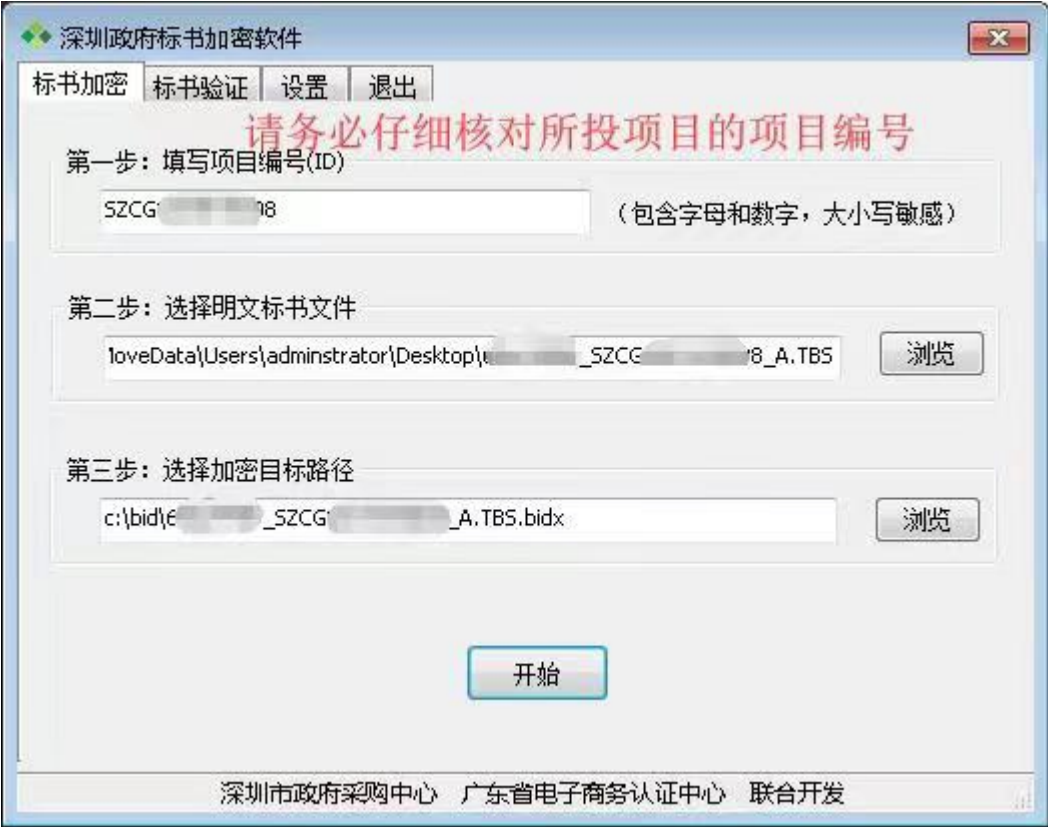 深圳政府标书加密软件
标书加密 标书验证 设置 退出
请务必仔细核对所投项目的项目编号
第一步：填写项目编号(ID)
SZCG 98 （包含字母和数字，大小写敏感）
第二步：选择明文标书文件
loveData\Users\adminstrator\Desktop\ _SZCG 8_A.TBS 浏览
第三步：选择加密目标路径
c:\bid\6 _SZCG _A.TBS.bidx 浏览
开始
深圳市政府采购中心 广东省电子商务认证中心 联合开发